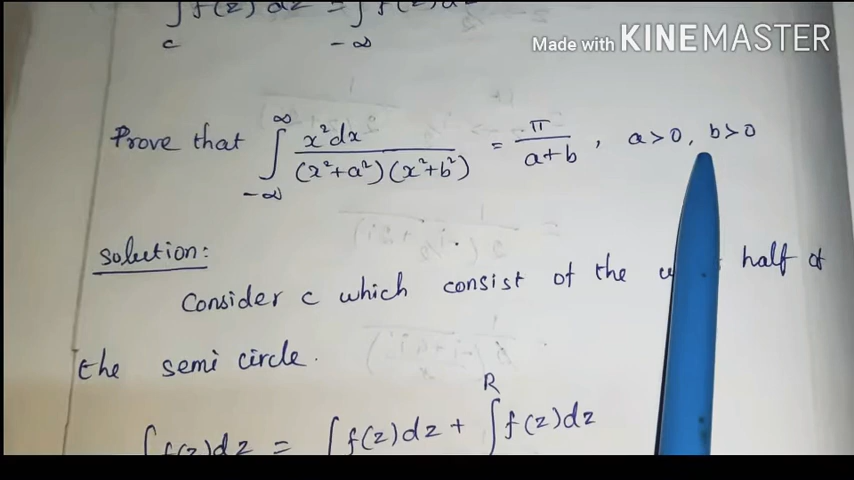 ∫f(z)dz = ∫f(z)d
c -∞
Made with KINEMASTER
Prove that ∫_{-∞}^{∞} x²dx / (x²+a²)(x²+b²) = π / a+b , a>0, b>0
Solution:
Consider c which consist of the half of
the semi circle.
∫f(z)dz = ∫f(z)dz + ∫^{R} f(z)dz